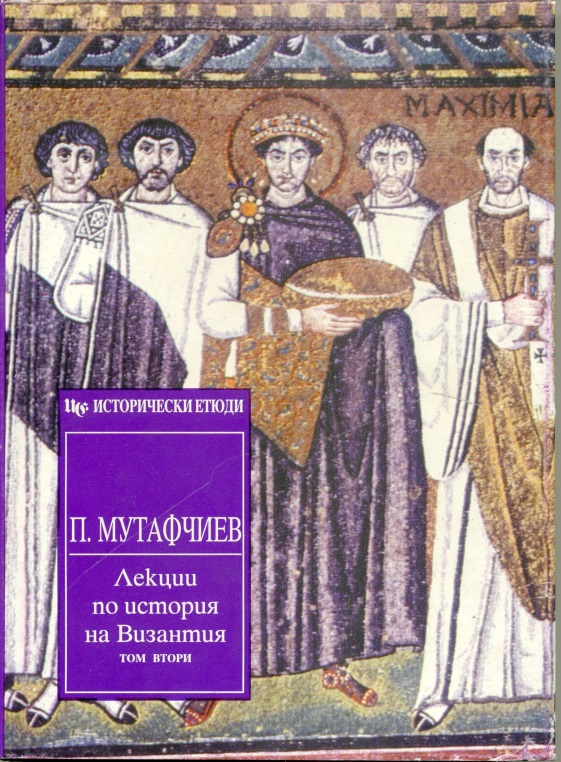 MAXIMIA
ИСТОРИЧЕСКИ ЕТЮДИ
П. МУТАФЧИЕВ
Лекции
по история
на Византия
ТОМ ВТОРИ